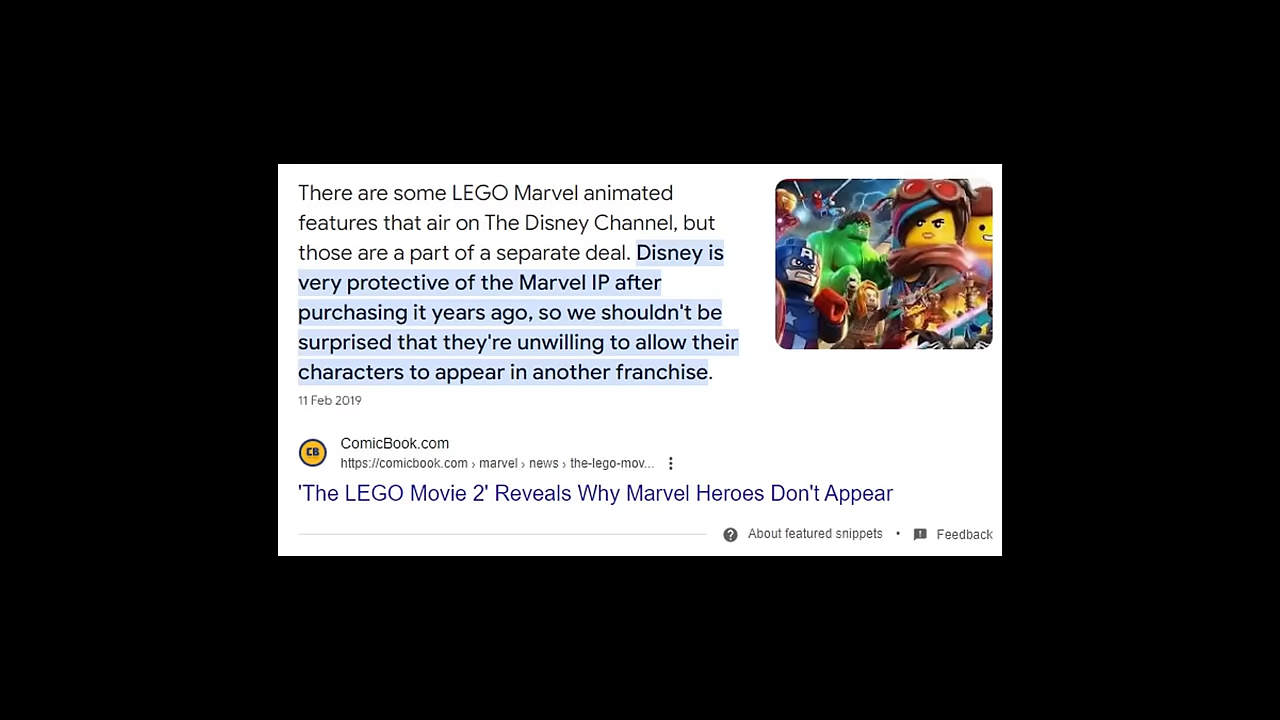 There are some LEGO Marvel animated
features that air on The Disney Channel, but
those are a part of a separate deal. Disney is
very protective of the Marvel IP after
purchasing it years ago, so we shouldn't be
surprised that they're unwilling to allow their
characters to appear in another franchise.
11 Feb 2019
CB
ComicBook.com
https://comicbook.com › marvel › news › the-lego-mov...
'The LEGO Movie 2' Reveals Why Marvel Heroes Don't Appear
About featured snippets • Feedback